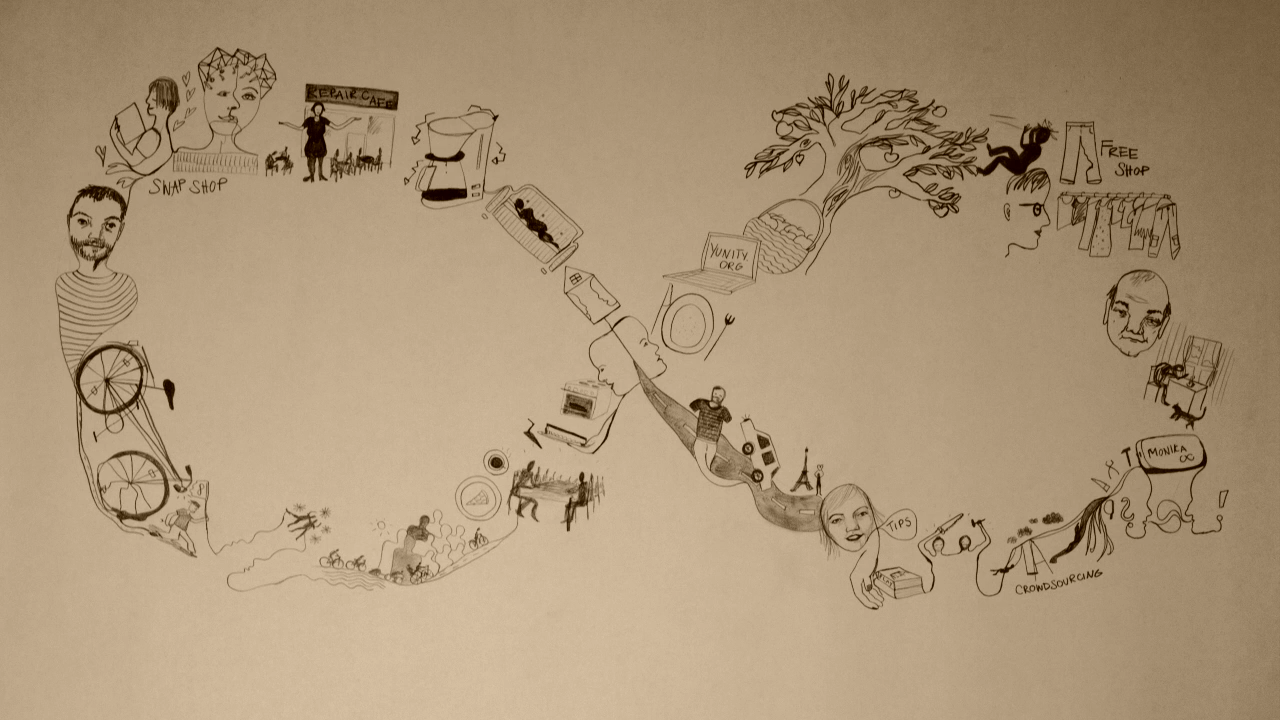 SWAP SHOP
REPAIR CAFE
YUNITY.
ORG
FREE
SHOP
MONIKA
TIPS
CROWDSOURCING